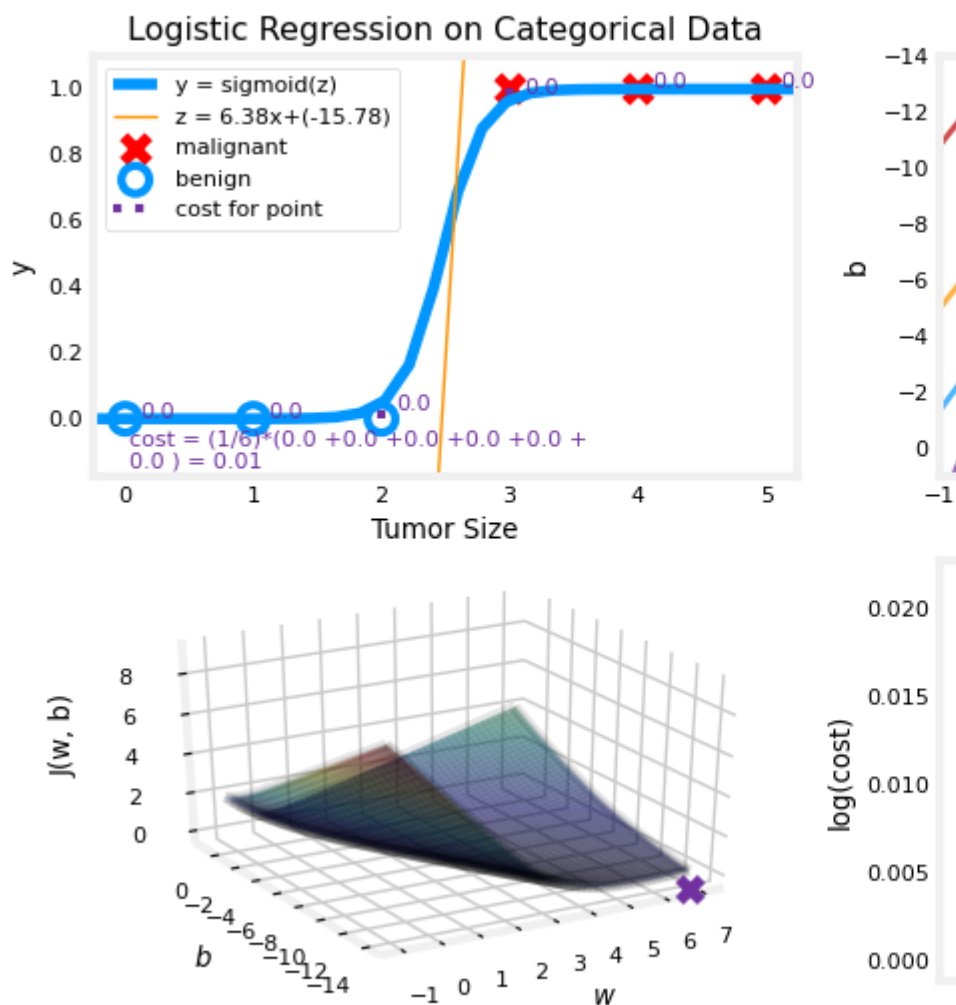 Logistic Regression on Categorical Data
y = sigmoid(z)
z = 6.38x+(-15.78)
malignant
benign
cost for point
1.0
0.8
0.6
0.4
0.2
0.0
y
0.0
0.0
0.0
0.0
0.0
0.0
cost = (1/6)*(0.0 +0.0 +0.0 +0.0 +0.0 +
0.0 ) = 0.01
0 1 2 3 4 5
Tumor Size
−14
−12
−10
−8
−6
−4
−2
0
b
−1
J(w, b)
8
6
4
2
0
0
−2
−4
−6
−8
−10
−12
−14
b
−1 0 1 2 3 4 5 6 7
w
log(cost)
0.020
0.015
0.010
0.005
0.000